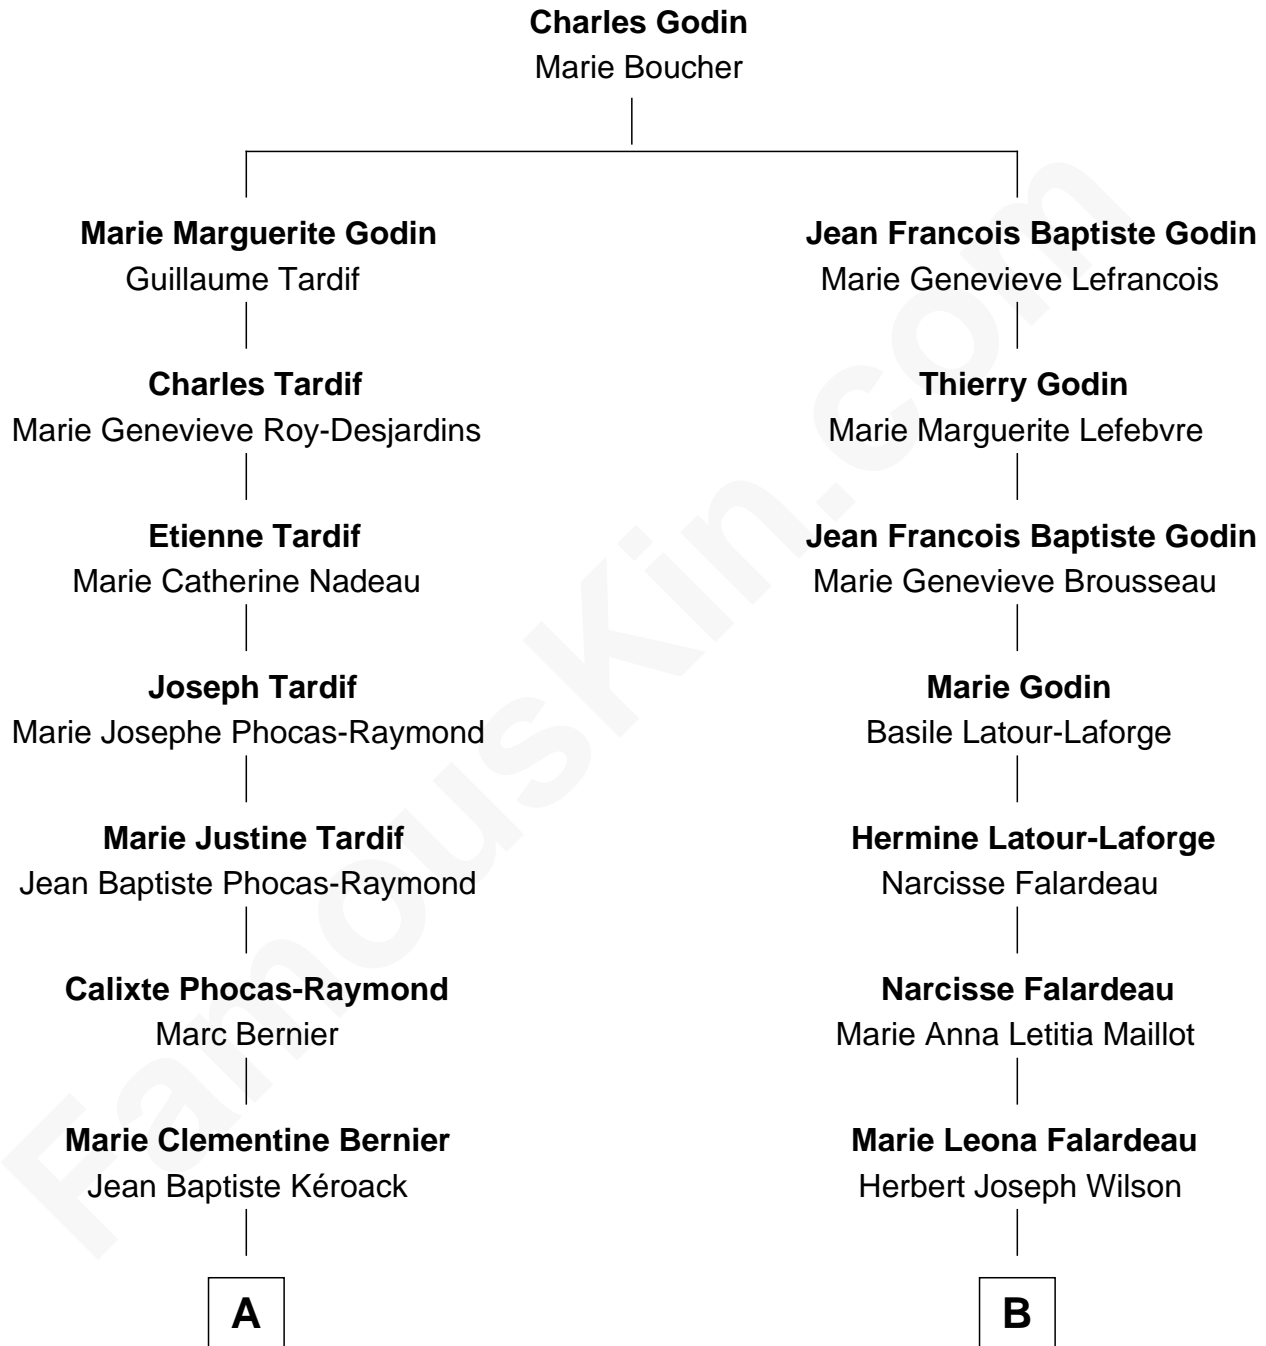 Charles Godin
Marie Boucher
Marie Marguerite Godin
Guillaume Tardif
Jean Francois Baptiste Godin
Marie Genevieve Lefrancois
Charles Tardif
Marie Genevieve Roy-Desjardins
Thierry Godin
Marie Marguerite Lefebvre
Etienne Tardif
Marie Catherine Nadeau
Jean Francois Baptiste Godin
Marie Genevieve Brousseau
Joseph Tardif
Marie Josephe Phocas-Raymond
Marie Godin
Basile Latour-Laforge
Marie Justine Tardif
Jean Baptiste Phocas-Raymond
Hermine Latour-Laforge
Narcisse Falardeau
Calixte Phocas-Raymond
Marc Bernier
Narcisse Falardeau
Marie Anna Letitia Maillot
Marie Clementine Bernier
Jean Baptiste Kéroack
Marie Leona Falardeau
Herbert Joseph Wilson
A
B
FamousKin.com